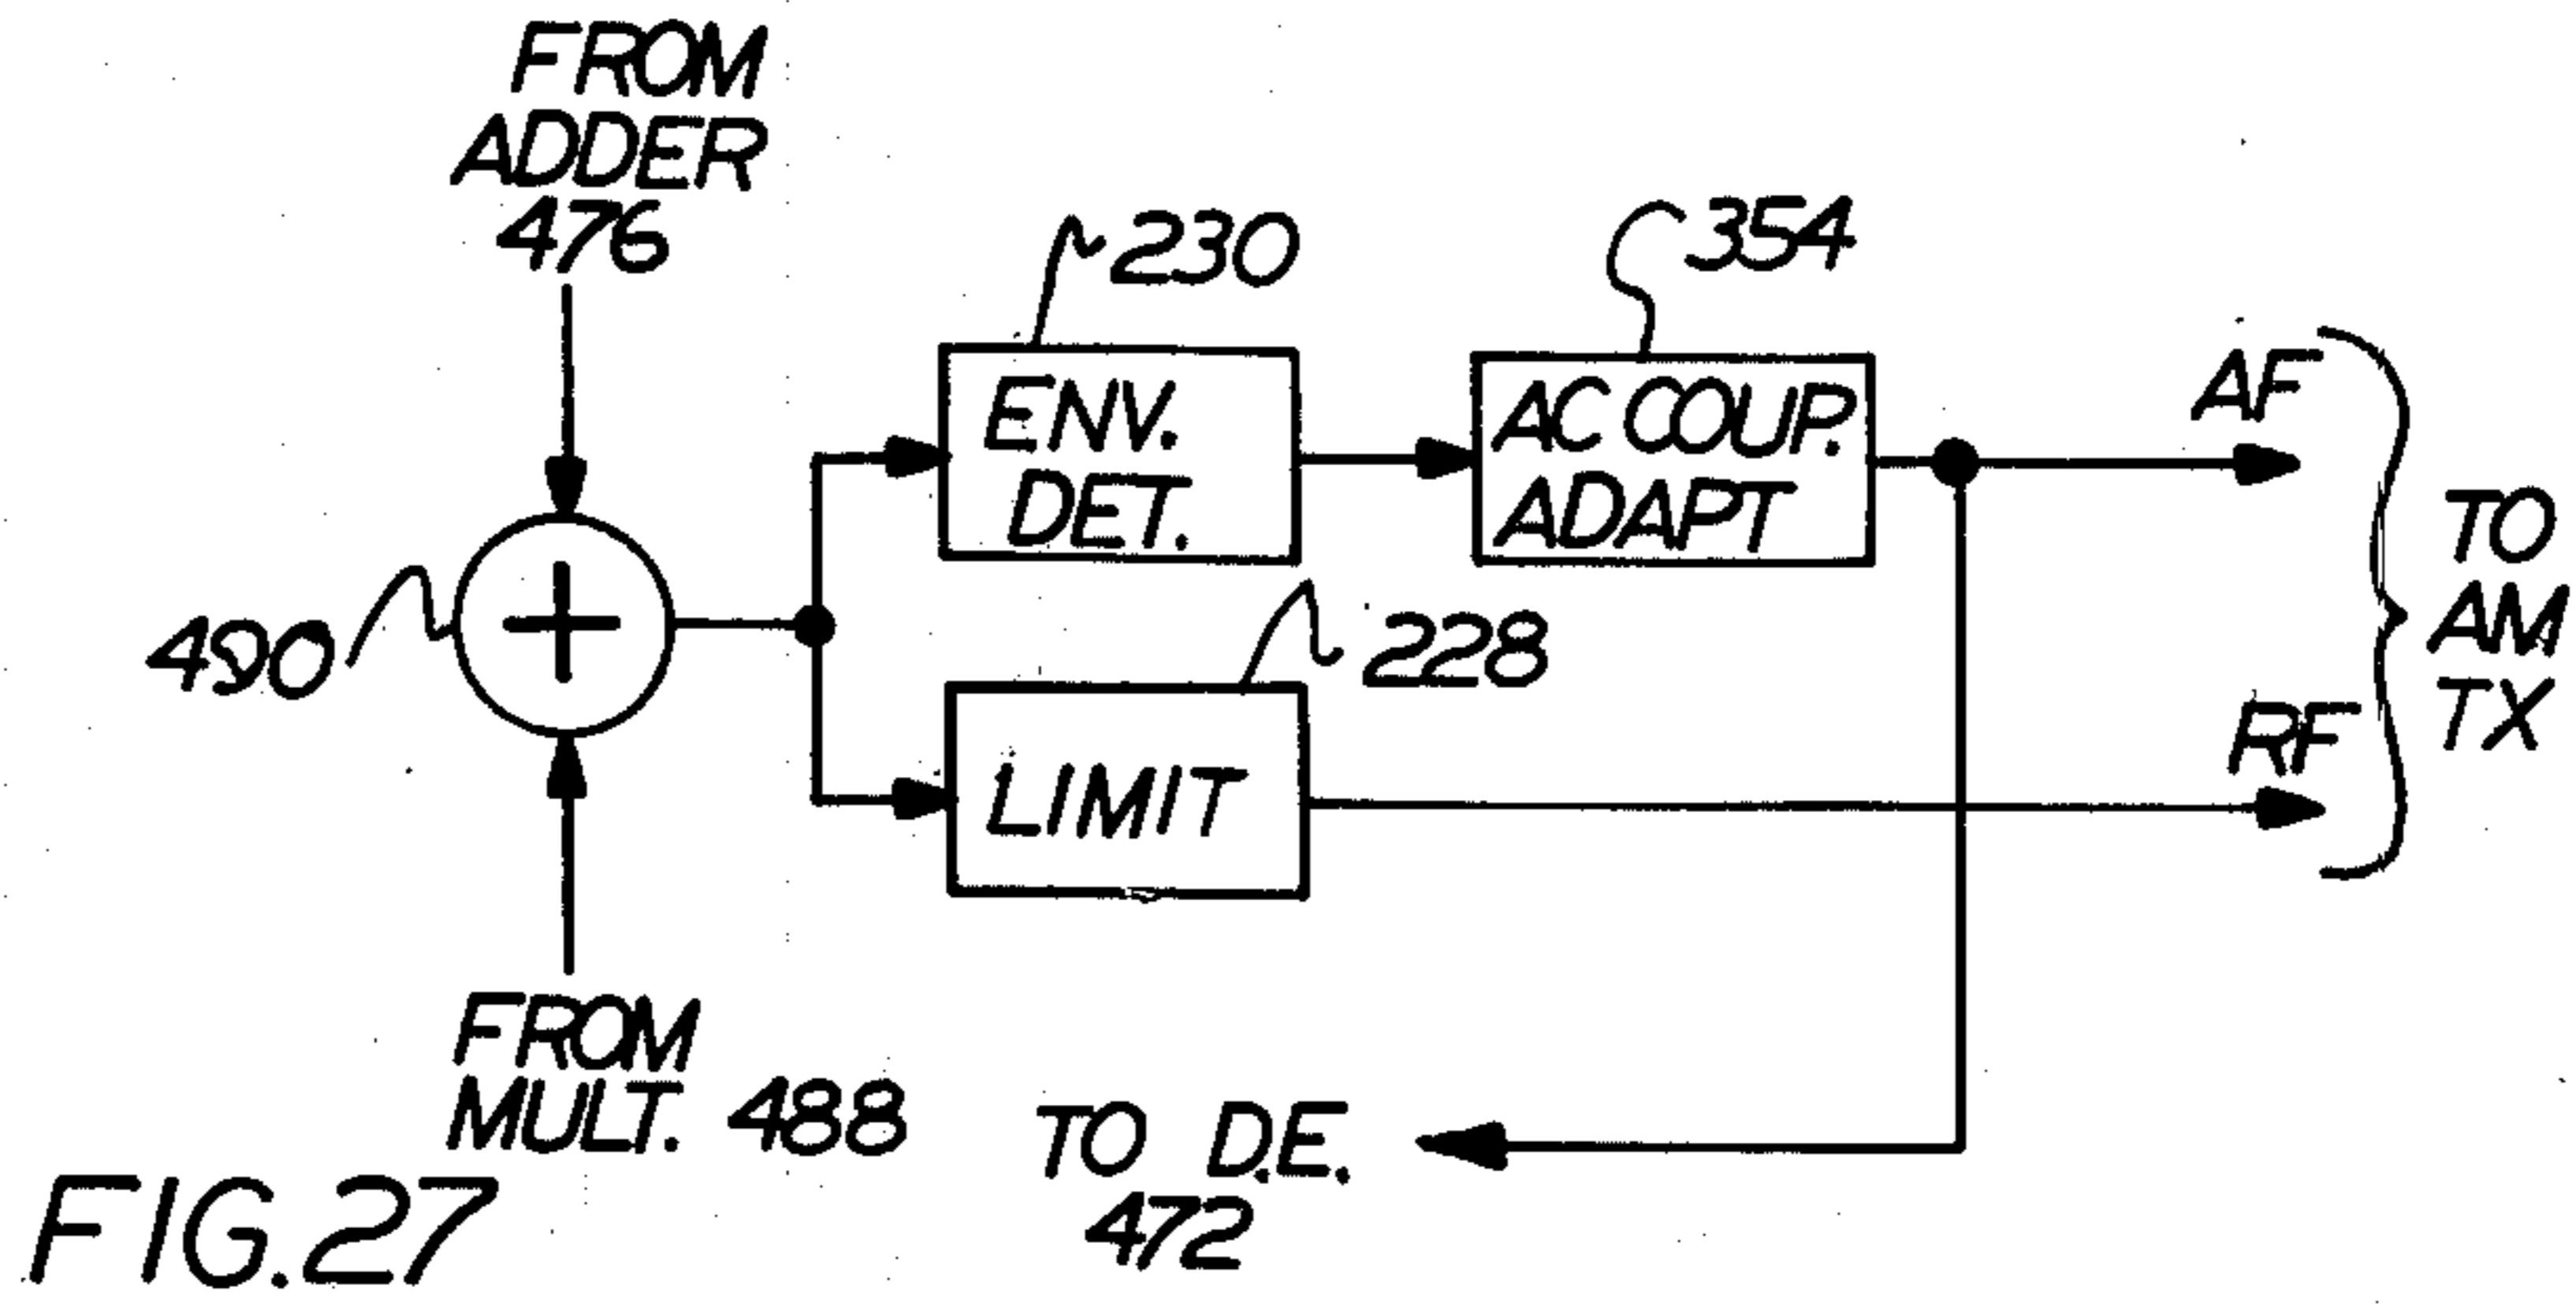 FROM
ADDER
476
230
354
ENV.
DET.
AC COUP.
ADAPT
AF
TO
AM
TX
490
228
LIMIT
RF
FROM
MULT. 488
TO D.E.
472
FIG.27